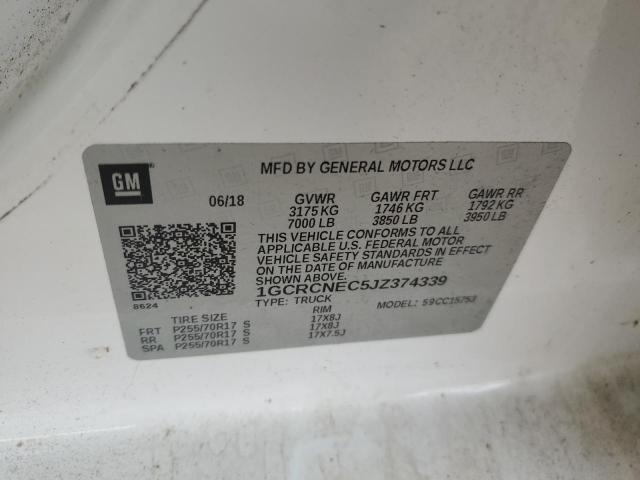 GM
MFD BY GENERAL MOTORS LLC
06/18 GVWR GAWR FRT GAWR RR
3175 KG 1746 KG 1792 KG
7000 LB 3850 LB 3950 LB
THIS VEHICLE CONFORMS TO ALL
APPLICABLE U.S. FEDERAL MOTOR
VEHICLE SAFETY STANDARDS IN EFFECT
ON THE DATE OF MANUFACTURE
SHOWN ABOVE.
1GCRCNEC5JZ374339
8624
TYPE: TRUCK MODEL: 59CC15753
TIRE SIZE RIM
FRT P255/70R17 S 17X8J
RR P255/70R17 S 17X8J
SPA P255/70R17 S 17X7.5J